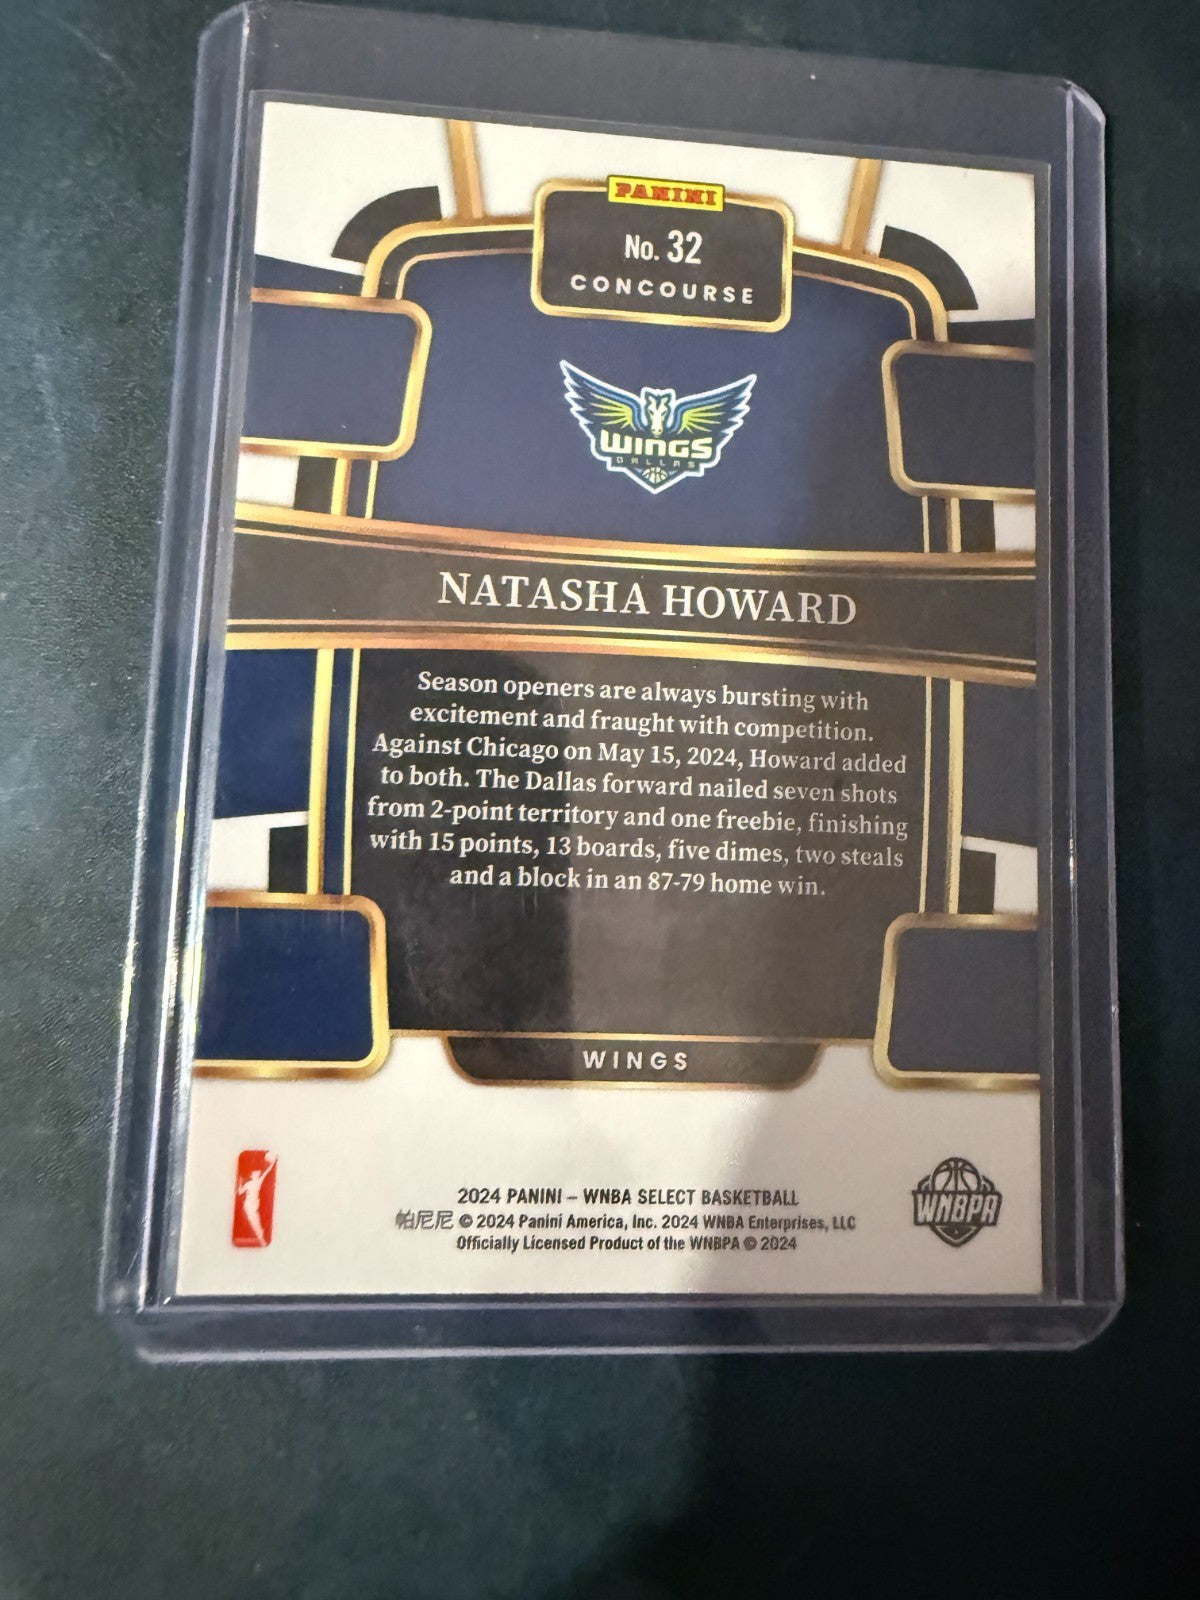 PANINI
No. 32
CONCOURSE
WINGS
DALLAS
NATASHA HOWARD
Season openers are always bursting with
excitement and fraught with competition.
Against Chicago on May 15, 2024, Howard added
to both. The Dallas forward nailed seven shots
from 2-point territory and one freebie, finishing
with 15 points, 13 boards, five dimes, two steals
and a block in an 87-79 home win.
WINGS
2024 PANINI – WNBA SELECT BASKETBALL
帕尼尼 © 2024 Panini America, Inc. 2024 WNBA Enterprises, LLC
Officially Licensed Product of the WNBPA © 2024
WNBPA